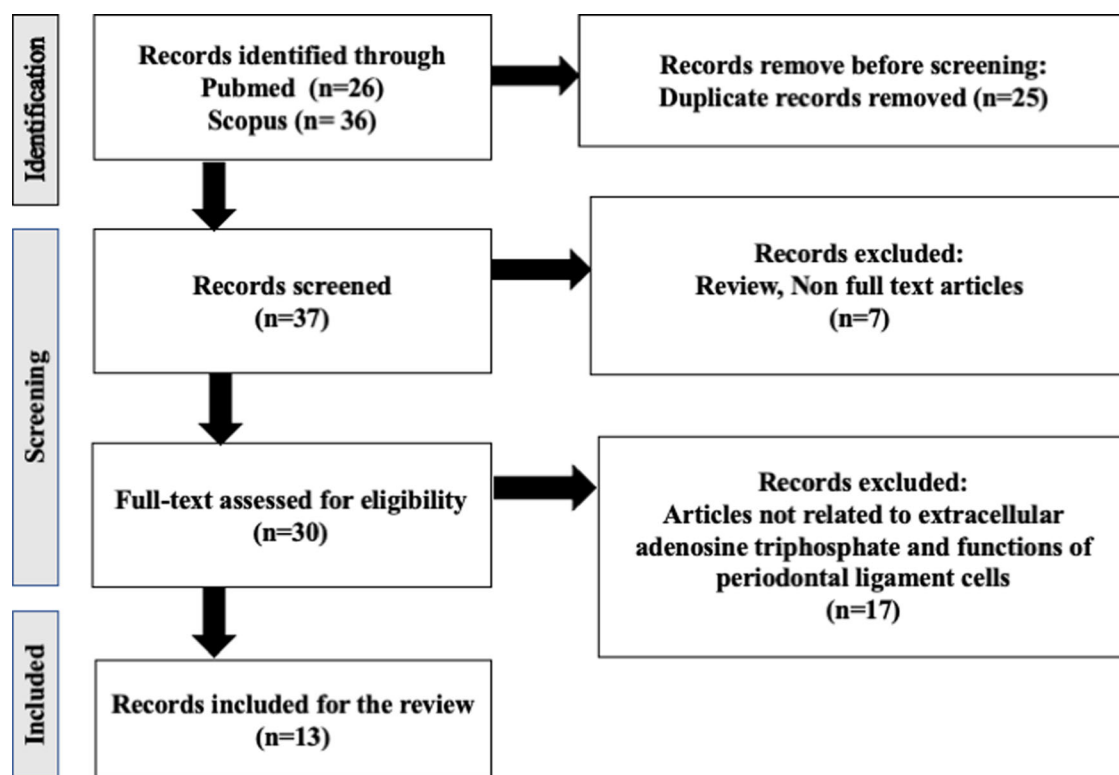 Identification
Records identified through
Pubmed (n=26)
Scopus (n= 36)
Records remove before screening:
Duplicate records removed (n=25)
Screening
Records screened
(n=37)
Records excluded:
Review, Non full text articles
(n=7)
Full-text assessed for eligibility
(n=30)
Records excluded:
Articles not related to extracellular
adenosine triphosphate and functions of
periodontal ligament cells
(n=17)
Included
Records included for the review
(n=13)